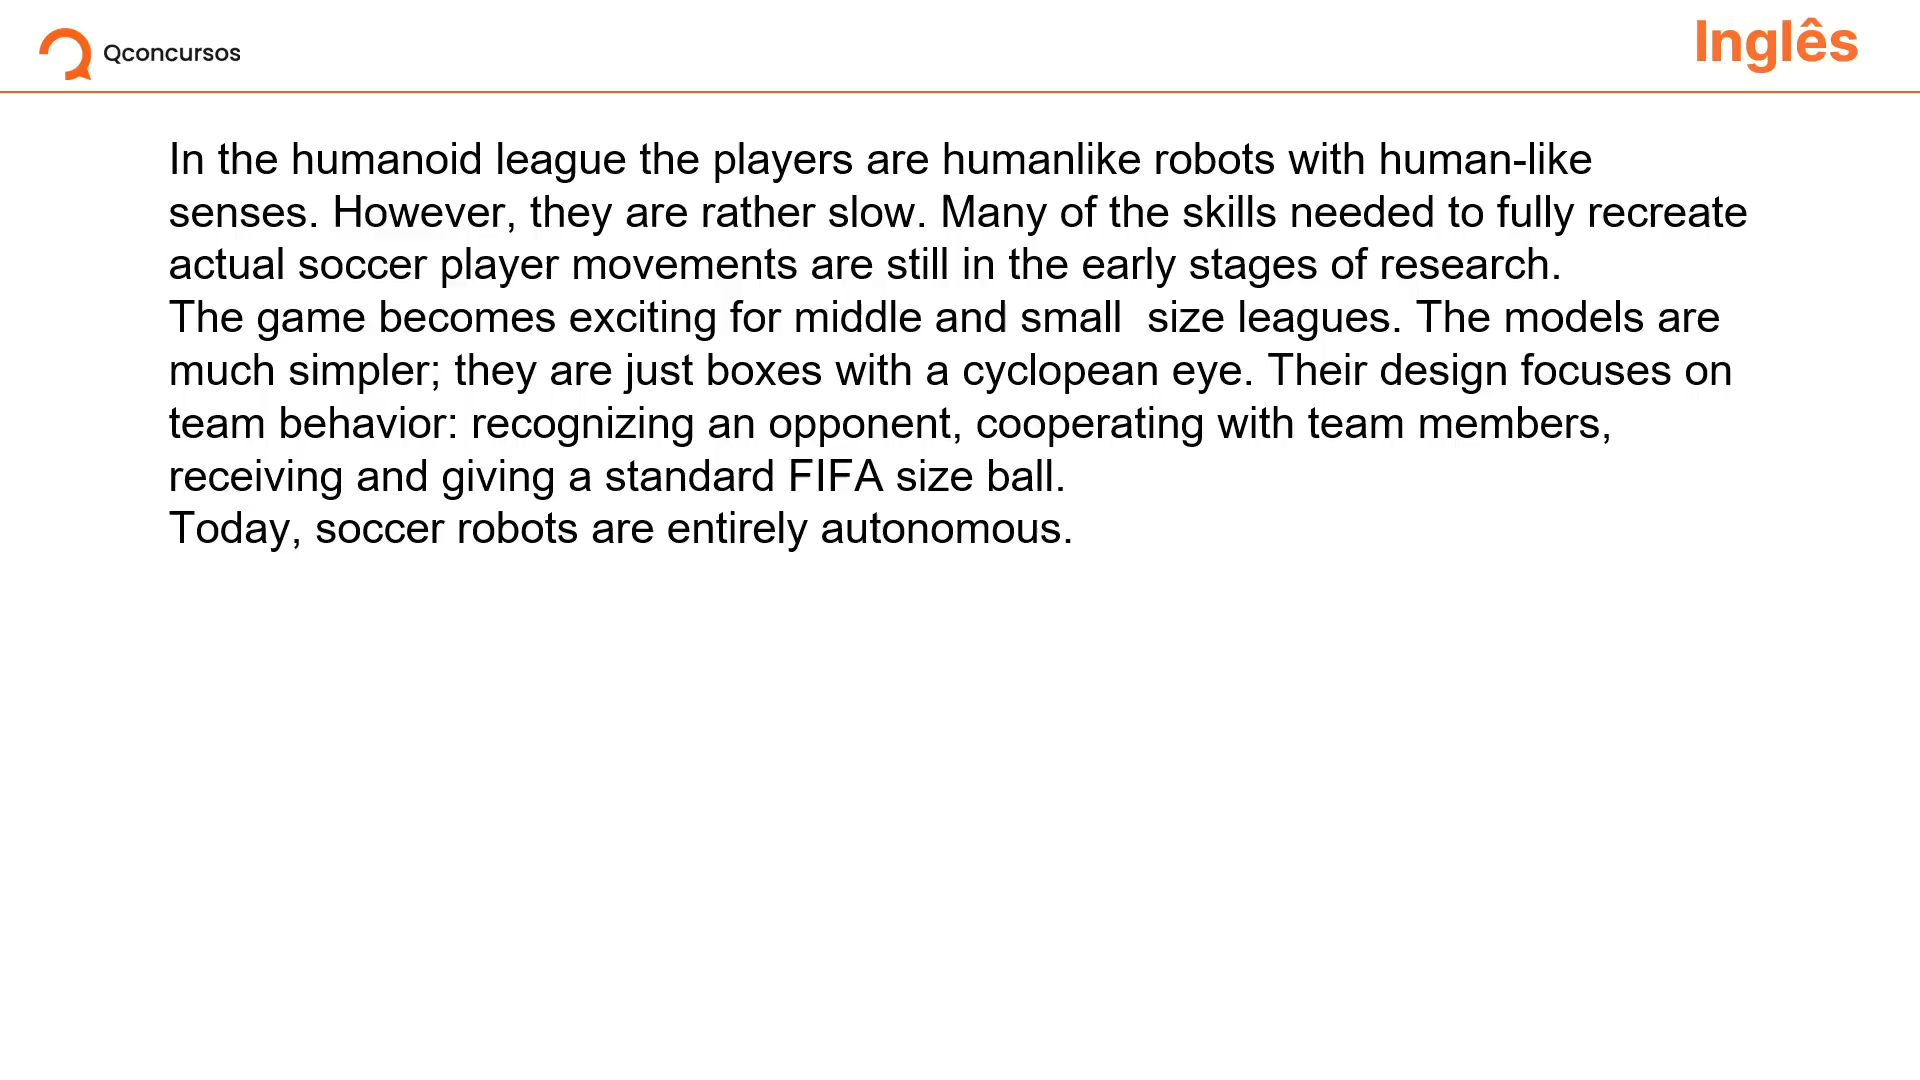 Qconcursos
Inglês
In the humanoid league the players are humanlike robots with human-like
senses. However, they are rather slow. Many of the skills needed to fully recreate
actual soccer player movements are still in the early stages of research.
The game becomes exciting for middle and small  size leagues. The models are
much simpler; they are just boxes with a cyclopean eye. Their design focuses on
team behavior: recognizing an opponent, cooperating with team members,
receiving and giving a standard FIFA size ball.
Today, soccer robots are entirely autonomous.